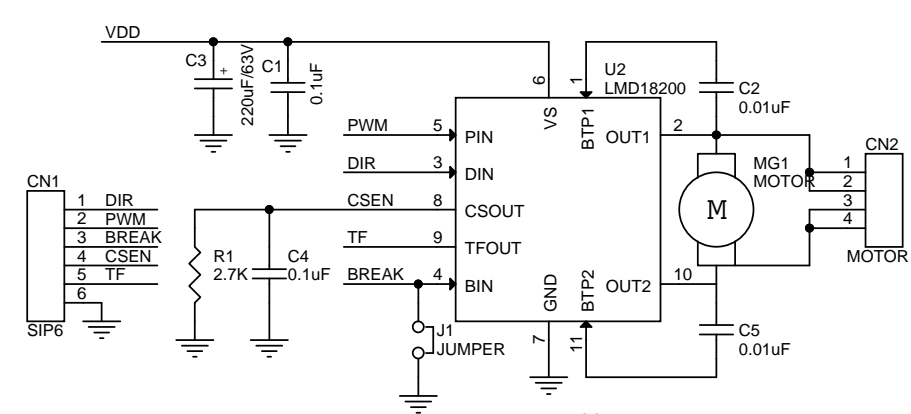 VDD
C3
+
220uF/63V
C1
0.1uF
6
1
U2
LMD18200
C2
0.01uF
VS
BTP1
PWM
5
PIN
OUT1
2
DIR
3
DIN
MG1
MOTOR
M
CN2
1
2
3
4
MOTOR
CSEN
8
CSOUT
TF
9
TFOUT
BREAK
4
BIN
GND
BTP2
OUT2
10
7
11
CN1
1 DIR
2 PWM
3 BREAK
4 CSEN
5 TF
6
SIP6
R1
2.7K
C4
0.1uF
J1
JUMPER
C5
0.01uF